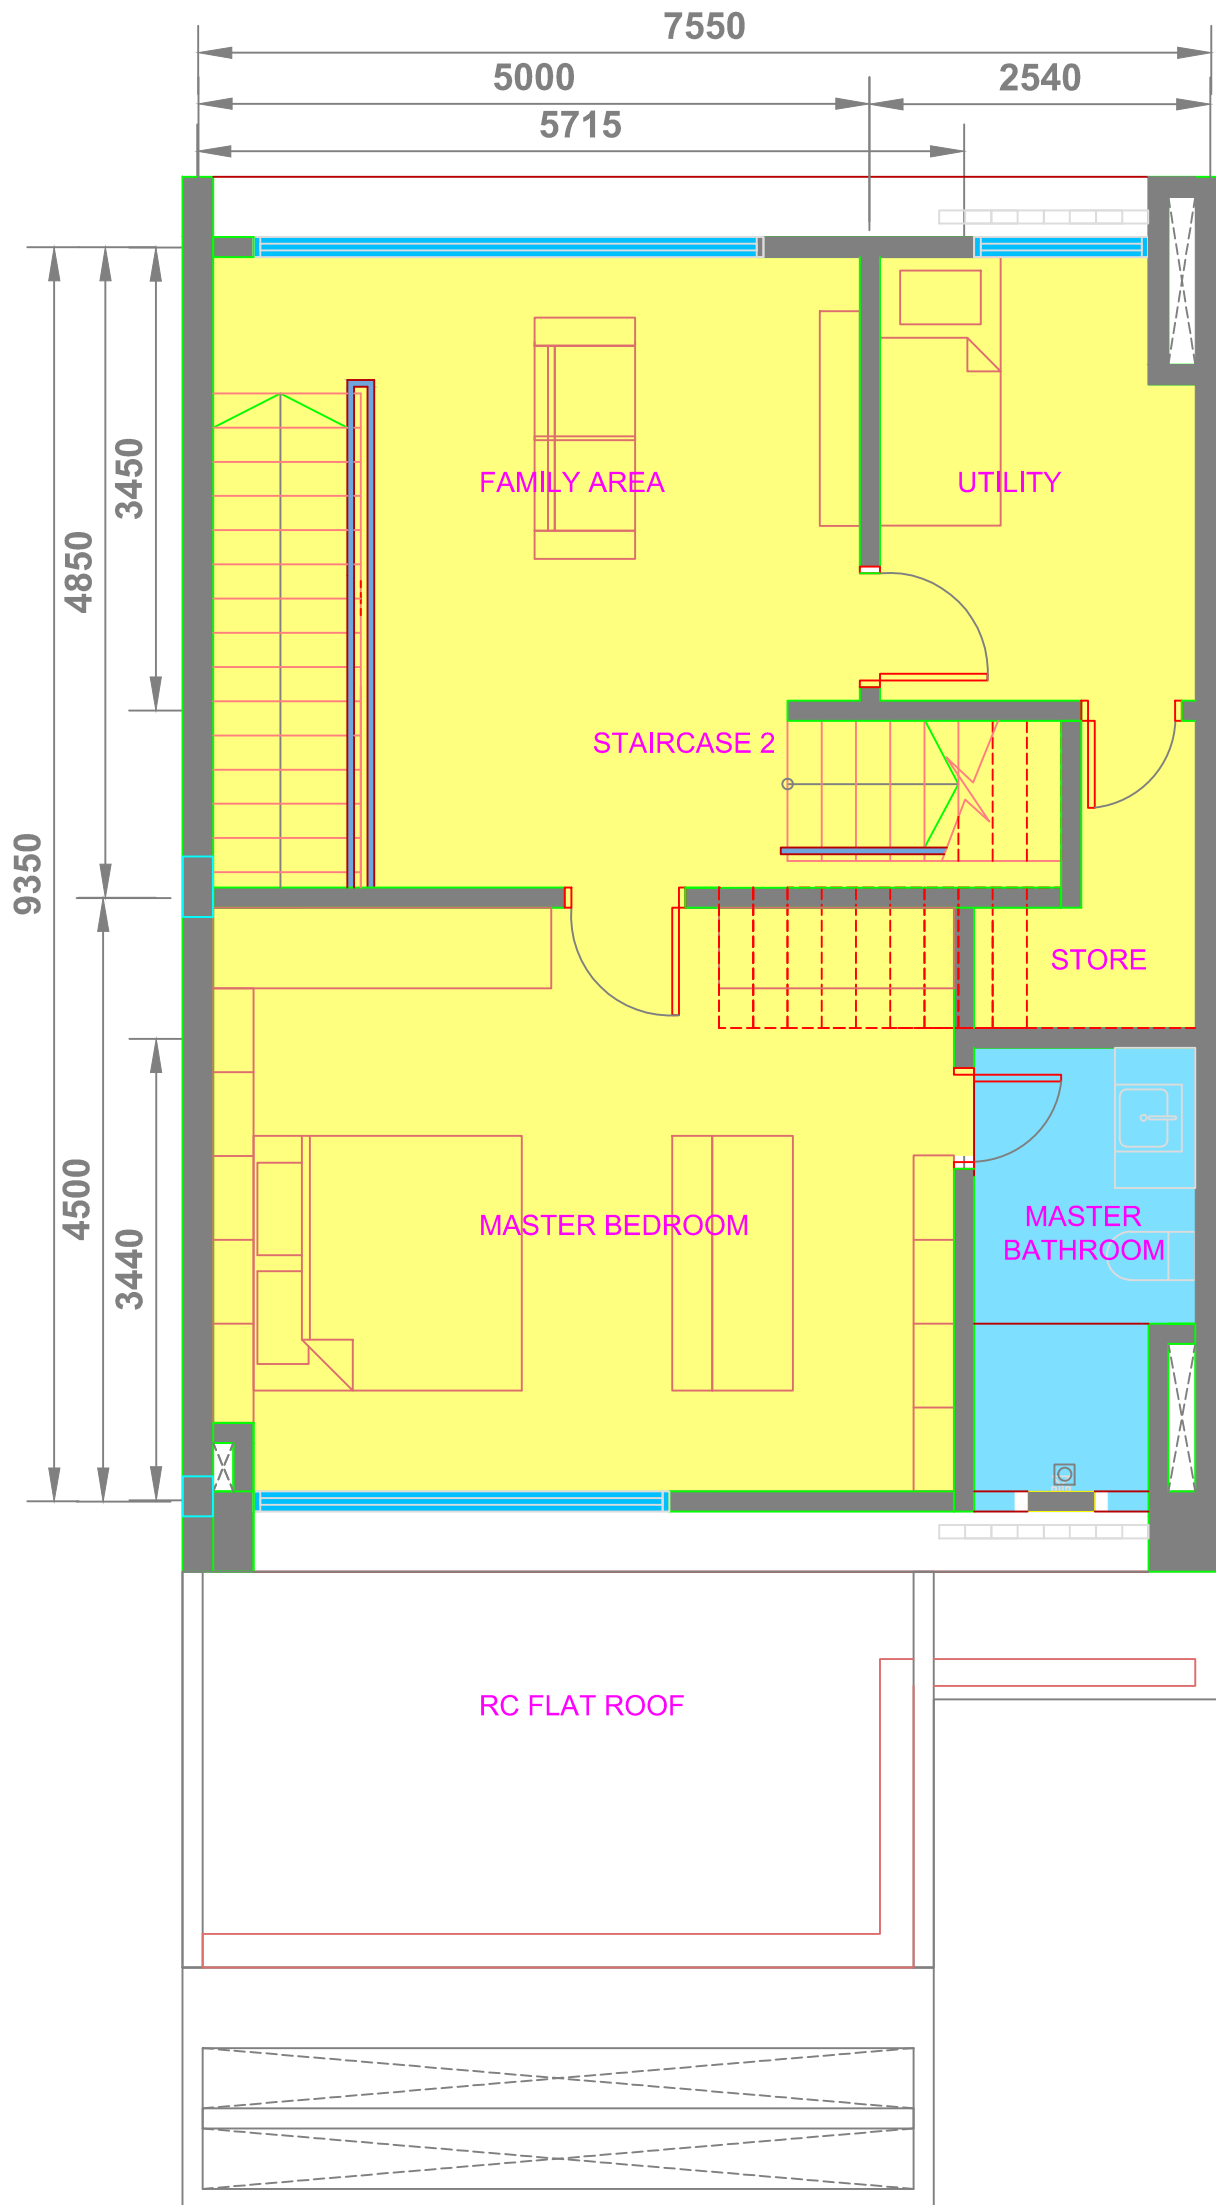 7550
5000
2540
5715
3450
4850
9350
4500
3440
FAMILY AREA
UTILITY
STAIRCASE 2
STORE
MASTER BEDROOM
MASTER
BATHROOM
RC FLAT ROOF